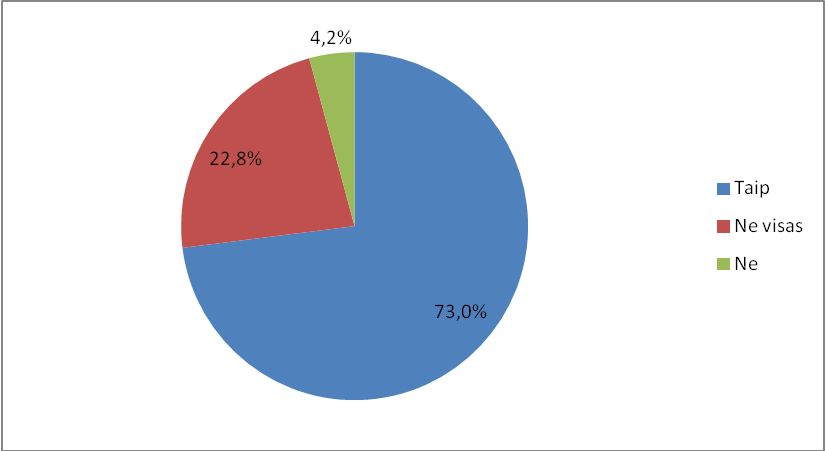 4,2%
22,8%
73,0%
Taip
Ne visas
Ne